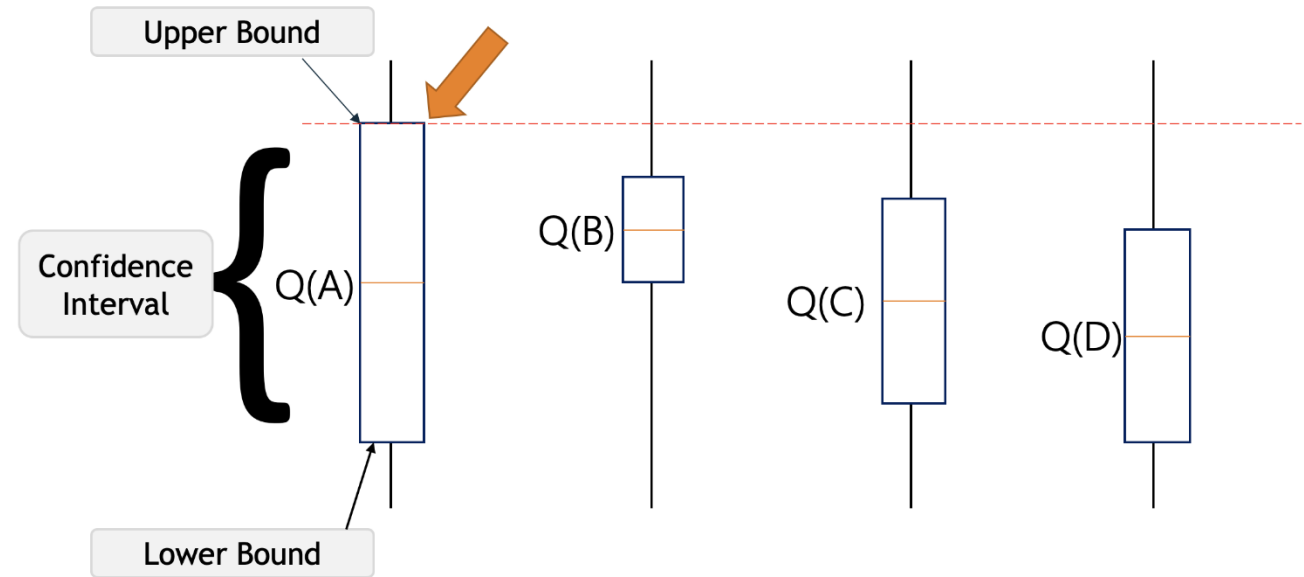 Upper Bound
Q(B)
Confidence
Interval
Q(A)
Q(C)
Q(D)
Lower Bound